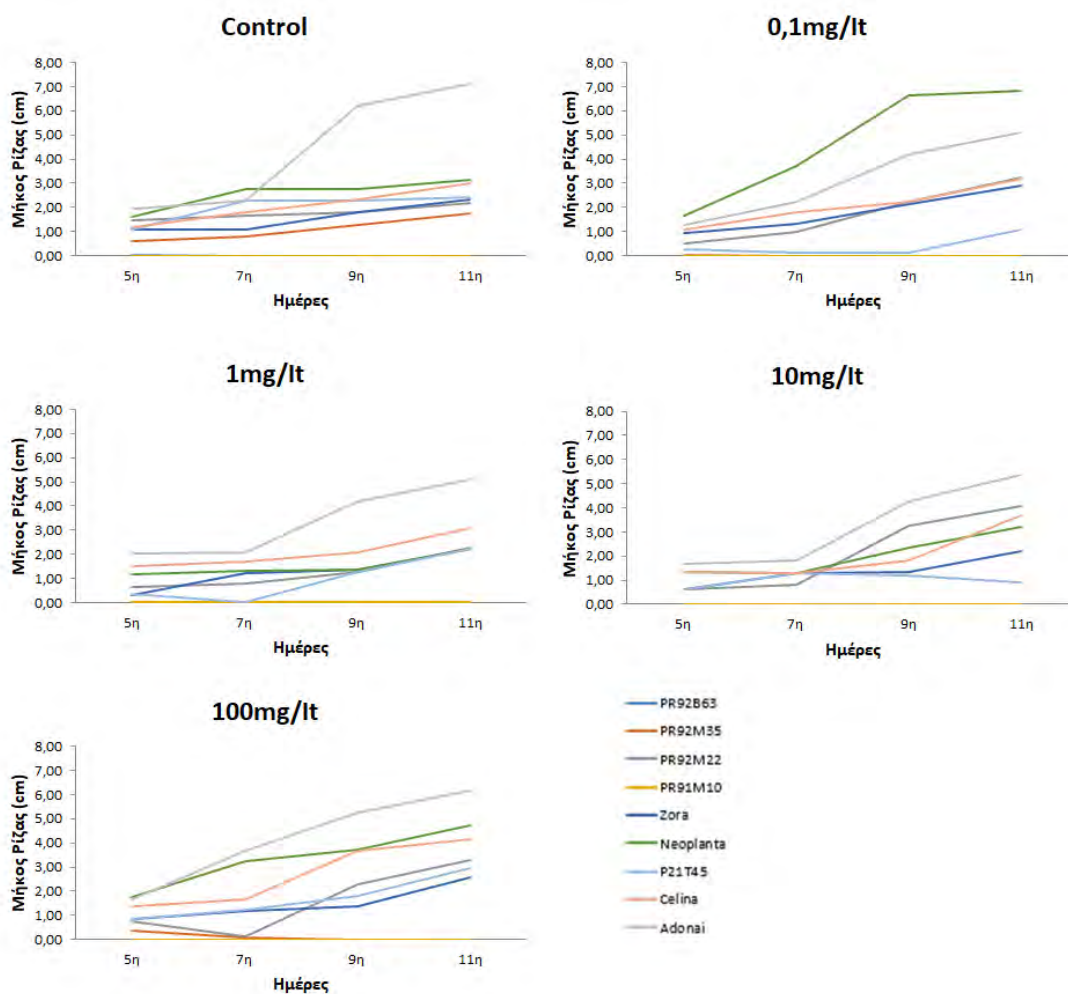 Control
Μήκος Ρίζας (cm)
8,00
7,00
6,00
5,00
4,00
3,00
2,00
1,00
0,00
5η 7η 9η 11η
Ημέρες
0,1mg/lt
Μήκος Ρίζας (cm)
8,00
7,00
6,00
5,00
4,00
3,00
2,00
1,00
0,00
5η 7η 9η 11η
Ημέρες
1mg/lt
Μήκος Ρίζας (cm)
8,00
7,00
6,00
5,00
4,00
3,00
2,00
1,00
0,00
5η 7η 9η 11η
Ημέρες
10mg/lt
Μήκος Ρίζας (cm)
8,00
7,00
6,00
5,00
4,00
3,00
2,00
1,00
0,00
5η 7η 9η 11η
Ημέρες
100mg/lt
Μήκος Ρίζας (cm)
8,00
7,00
6,00
5,00
4,00
3,00
2,00
1,00
0,00
5η 7η 9η 11η
Ημέρες
PR92B63
PR92M35
PR92M22
PR91M10
Zora
Neoplanta
P21T45
Celina
Adonai